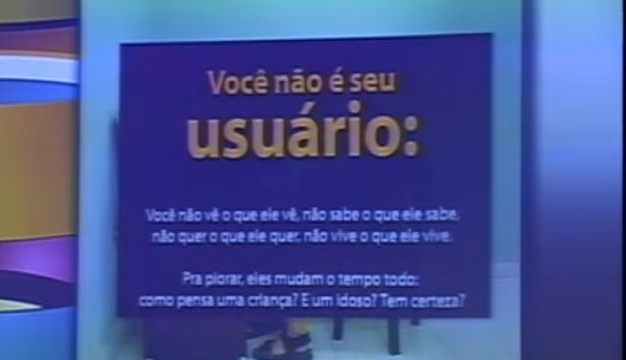 Você não é seu
usuário:
Você não vê o que ele vê, não sabe o que ele sabe,
não quer o que ele quer, não vive o que ele vive.
Pra piorar, eles mudam o tempo todo:
como pensa uma criança? E um idoso? Tem certeza?